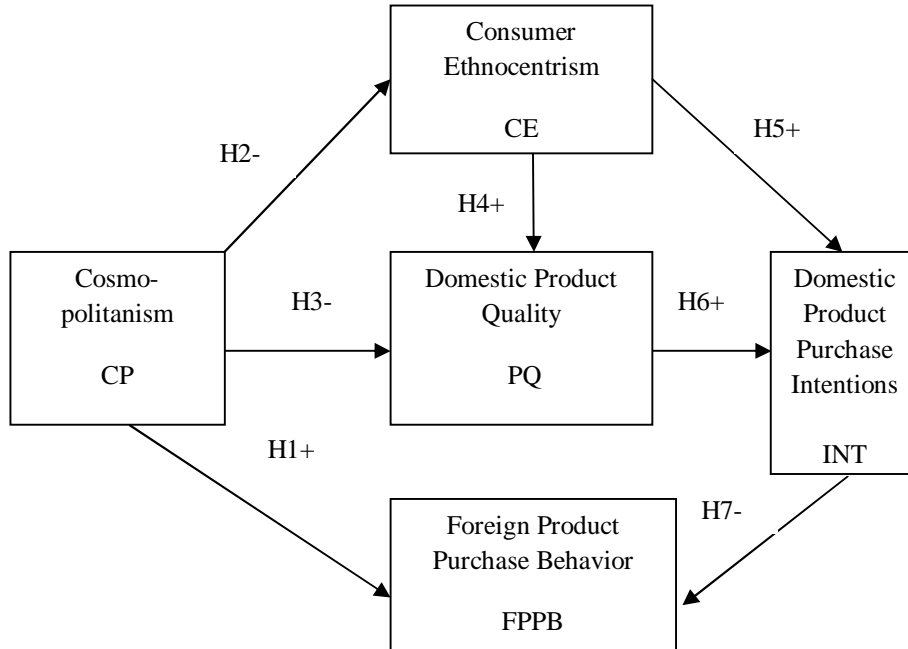 Consumer
Ethnocentrism
CE
H5+
H2-
H4+
Cosmo-
politanism
CP
H3-
Domestic Product
Quality
PQ
H6+
Domestic
Product
Purchase
Intentions
INT
H1+
H7-
Foreign Product
Purchase Behavior
FPPB